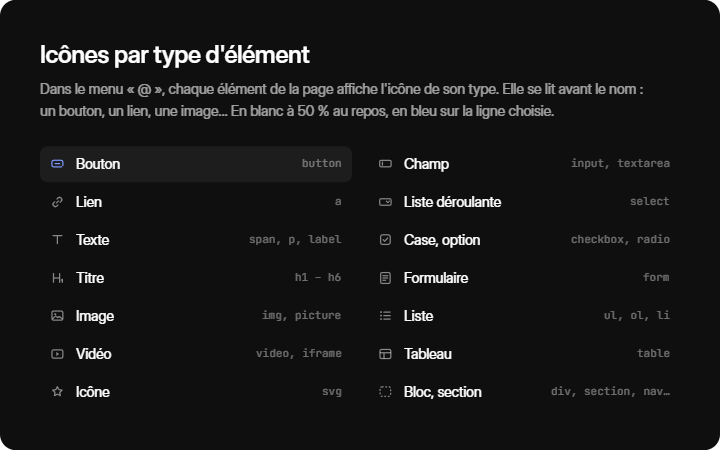 Icônes par type d'élément
Dans le menu « @ », chaque élément de la page affiche l'icône de son type. Elle se lit avant le nom :
un bouton, un lien, une image… En blanc à 50 % au repos, en bleu sur la ligne choisie.
Bouton button
Champ input, textarea
Lien a
Liste déroulante select
Texte span, p, label
Case, option checkbox, radio
Titre h1 – h6
Formulaire form
Image img, picture
Liste ul, ol, li
Vidéo video, iframe
Tableau table
Icône svg
Bloc, section div, section, nav…